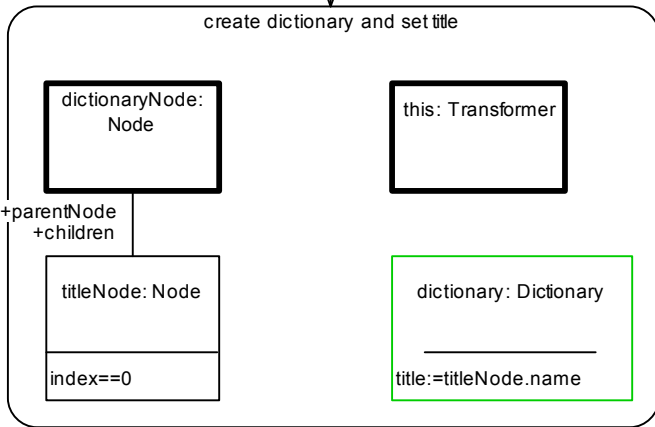 create dictionary and set title
dictionaryNode:
Node
this: Transformer
+parentNode
+children
titleNode: Node
index==0
dictionary: Dictionary
title:=titleNode.name